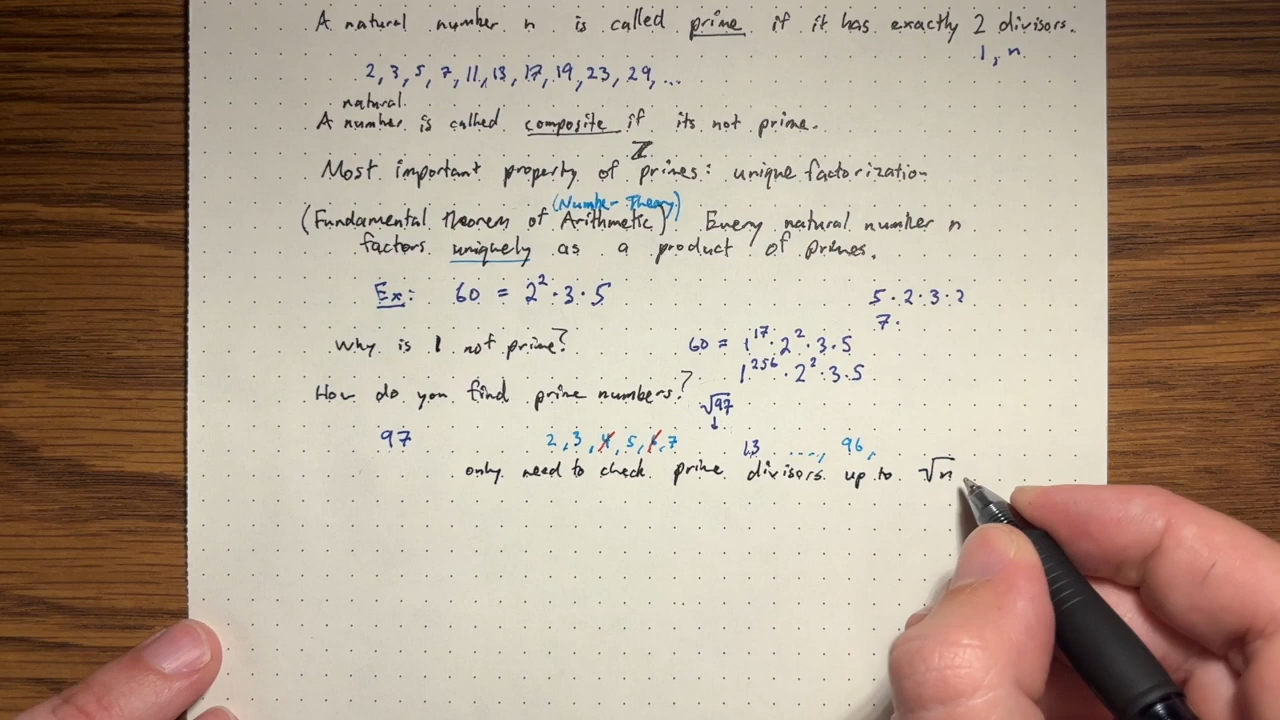 A natural number n is called prime if it has exactly 2 divisors.
1, n
2, 3, 5, 7, 11, 13, 17, 19, 23, 29, ...
natural
A number is called composite if its not prime.
ℤ
Most important property of primes: unique factorization
(Number Theory)
(Fundamental theorem of Arithmetic) Every natural number n
factors uniquely as a product of primes.
Ex: 60 = 2² · 3 · 5
5 · 2 · 3 · 2
7·
Why is 1 not prime?
60 = 1¹⁷ · 2² · 3 · 5
1²⁵⁶ · 2² · 3 · 5
How do you find prime numbers?
√97
↓
97 2, 3, 4, 5, 6, 7 13 ...., 96,
only need to check prime divisors up to √n